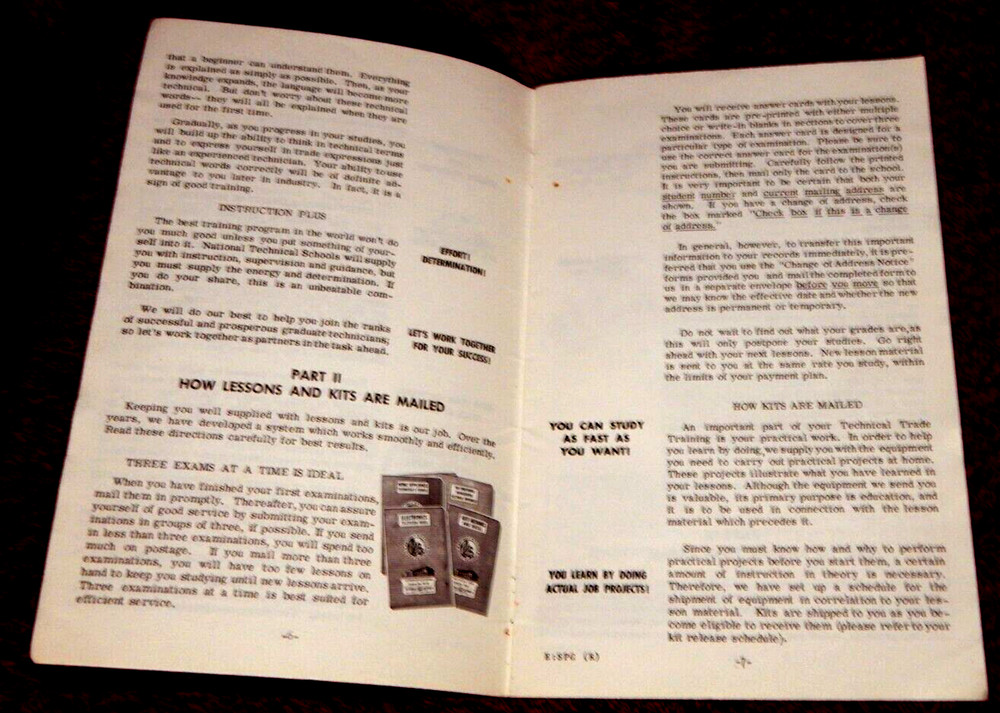 that a beginner can understand them. Everything
is explained as simply as possible. Then, as your
knowledge expands, the language will become more
technical. But don't worry about these technical
words-- they will all be explained when they are
used for the first time.
Gradually, as you progress in your studies, you
will build up the ability to think in technical terms
and to express yourself in trade expressions just
like an experienced technician. Your ability to use
technical words correctly will be of definite ad-
vantage to you later in industry. In fact, it is a
sign of good training.
INSTRUCTION PLUS
The best training program in the world won't do
you much good unless you put something of your-
self into it. National Technical Schools will supply
you with instruction, supervision and guidance, but
you must supply the energy and determination. If
you do your share, this is an unbeatable com-
bination.
EFFORT!
DETERMINATION!
We will do our best to help you join the ranks
of successful and prosperous graduate technicians;
so let's work together as partners in the task ahead.
LET'S WORK TOGETHER
FOR YOUR SUCCESS!
PART II
HOW LESSONS AND KITS ARE MAILED
Keeping you well supplied with lessons and kits is our job. Over the
years, we have developed a system which works smoothly and efficiently.
Read these directions carefully for best results.
THREE EXAMS AT A TIME IS IDEAL
When you have finished your first examinations,
mail them in promptly. Thereafter, you can assure
yourself of good service by submitting your exam-
inations in groups of three, if possible. If you send
in less than three examinations, you will spend too
much on postage. If you mail more than three
examinations, you will have too few lessons on
hand to keep you studying until new lessons arrive.
Three examinations at a time is best suited for
efficient service.
ELECTRONICS
-6-
You will receive answer cards with your lessons.
These cards are pre-printed with either multiple
choice or write-in blanks in sections to cover three
examinations. Each answer card is designed for a
particular type of examination. Please be sure to
use the correct answer card for the examination(s)
you are submitting. Carefully follow the printed
instructions, then mail only the card to the school.
It is very important to be certain that both your
student number and current mailing address are
shown. If you have a change of address, check
the box marked "Check box if this is a change
of address."
In general, however, to transfer this important
information to your records immediately, it is pre-
ferred that you use the "Change of Address Notice"
forms provided you and mail the completed form to
us in a separate envelope before you move so that
we may know the effective date and whether the new
address is permanent or temporary.
Do not wait to find out what your grades are, as
this will only postpone your studies. Go right
ahead with your next lessons. New lesson material
is sent to you at the same rate you study, within
the limits of your payment plan.
HOW KITS ARE MAILED
YOU CAN STUDY
AS FAST AS
YOU WANT!
An important part of your Technical Trade
Training is your practical work. In order to help
you learn by doing, we supply you with the equipment
you need to carry out practical projects at home.
These projects illustrate what you have learned in
your lessons. Although the equipment we send you
is valuable, its primary purpose is education, and
it is to be used in connection with the lesson
material which precedes it.
YOU LEARN BY DOING
ACTUAL JOB PROJECTS!
Since you must know how and why to perform
practical projects before you start them, a certain
amount of instruction in theory is necessary.
Therefore, we have set up a schedule for the
shipment of equipment in correlation to your les-
son material. Kits are shipped to you as you be-
come eligible to receive them (please refer to your
kit release schedule).
E:SPG (K)
-7-